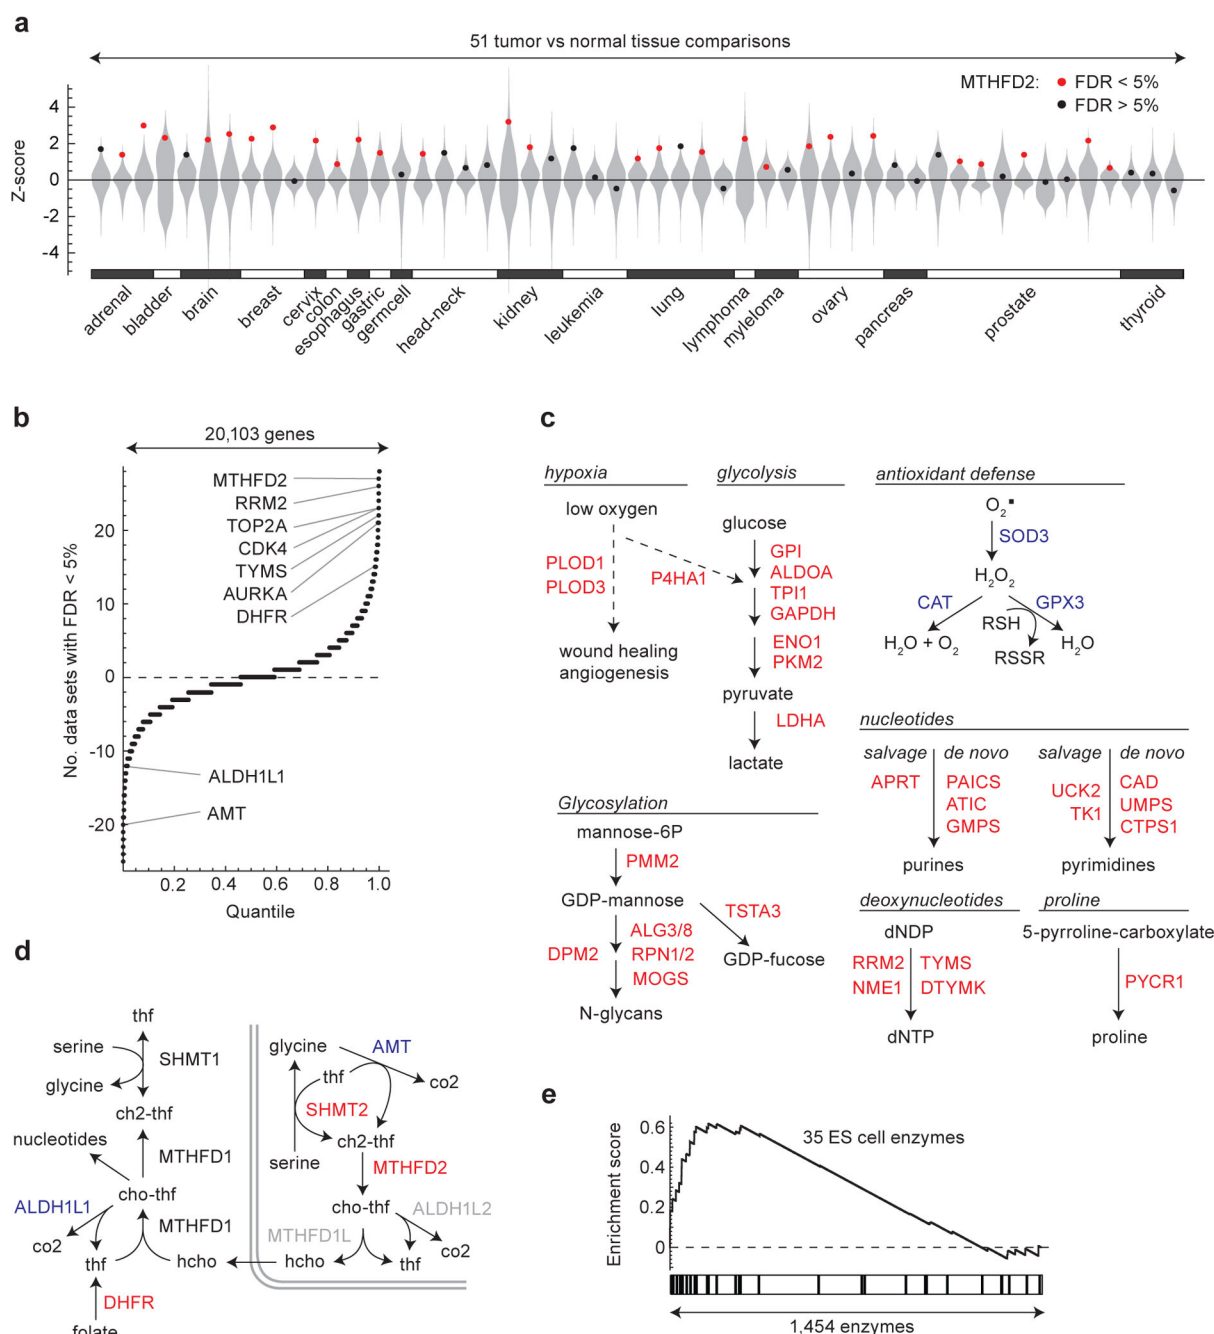 a
51 tumor vs normal tissue comparisons
MTHFD2:
FDR < 5%
FDR > 5%
Z-score
4
2
0
-2
-4
adrenal
bladder
brain
breast
cervix
colon
esophagus
gastric
germcell
head-neck
kidney
leukemia
lung
lymphoma
myleloma
ovary
pancreas
prostate
thyroid
b
20,103 genes
No. data sets with FDR < 5%
20
10
0
-10
-20
MTHFD2
RRM2
TOP2A
CDK4
TYMS
AURKA
DHFR
ALDH1L1
AMT
0.2 0.4 0.6 0.8 1.0
Quantile
c
hypoxia
low oxygen
PLOD1
PLOD3
P4HA1
wound healing
angiogenesis
glycolysis
glucose
GPI
ALDOA
TPI1
GAPDH
ENO1
PKM2
pyruvate
LDHA
lactate
antioxidant defense
O2▪
SOD3
H2O2
CAT
GPX3
RSH
H2O + O2
H2O
RSSR
nucleotides
salvage de novo
APRT
PAICS
ATIC
GMPS
purines
salvage de novo
UCK2
TK1
CAD
UMPS
CTPS1
pyrimidines
Glycosylation
mannose-6P
PMM2
GDP-mannose
TSTA3
ALG3/8
DPM2
RPN1/2
MOGS
GDP-fucose
N-glycans
deoxynucleotides
dNDP
RRM2 TYMS
NME1 DTYMK
dNTP
proline
5-pyrroline-carboxylate
PYCR1
proline
d
thf
serine
SHMT1
glycine
ch2-thf
nucleotides
MTHFD1
cho-thf
ALDH1L1
MTHFD1
co2
thf
hcho
DHFR
folate
glycine
AMT
thf
co2
SHMT2
ch2-thf
serine
MTHFD2
cho-thf
ALDH1L2
MTHFD1L
co2
hcho
thf
e
Enrichment score
0.6
0.4
0.2
0
35 ES cell enzymes
1,454 enzymes